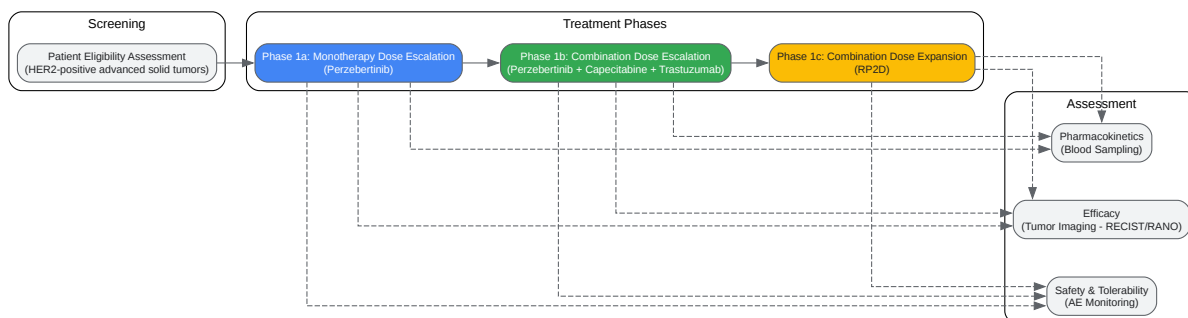 Screening
Patient Eligibility Assessment
(HER2-positive advanced solid tumors)
Treatment Phases
Phase 1a: Monotherapy Dose Escalation
(Perzebertinib)
Phase 1b: Combination Dose Escalation
(Perzebertinib + Capecitabine + Trastuzumab)
Phase 1c: Combination Dose Expansion
(RP2D)
Assessment
Pharmacokinetics
(Blood Sampling)
Efficacy
(Tumor Imaging - RECIST/RANO)
Safety & Tolerability
(AE Monitoring)